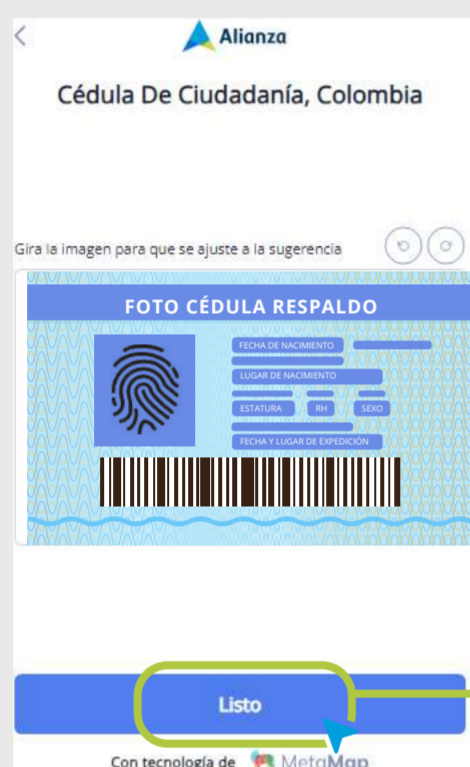 Alianza
Cédula De Ciudadanía, Colombia
Gira la imagen para que se ajuste a la sugerencia
FOTO CÉDULA RESPALDO
FECHA DE NACIMIENTO
LUGAR DE NACIMIENTO
ESTATURA RH SEXO
FECHA Y LUGAR DE EXPEDICIÓN
Listo
Con tecnología de MetaMap